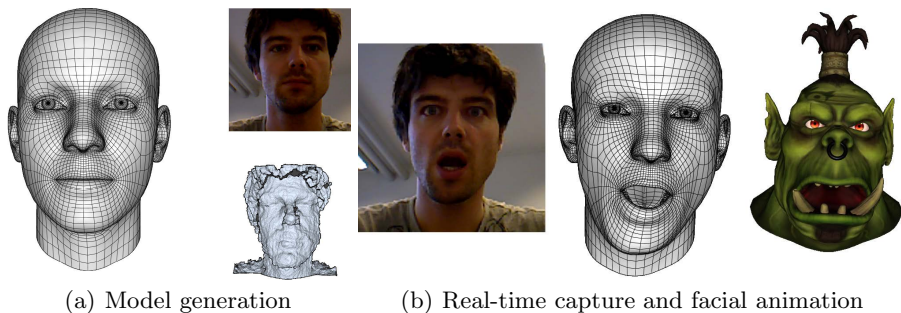 (a) Model generation
(b) Real-time capture and facial animation